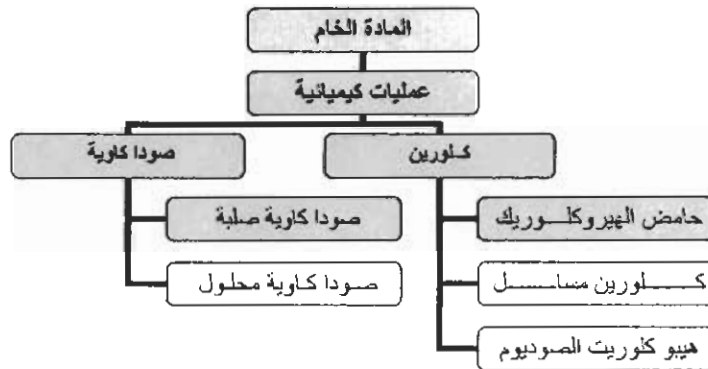 المادة الخام
عمليات كيميائية
كلورين
صودا كاوية
حامض الهيروكلوريك
صودا كاوية صلبة
كلورين سائل
صودا كاوية محلول
هيبو كلوريت الصوديوم